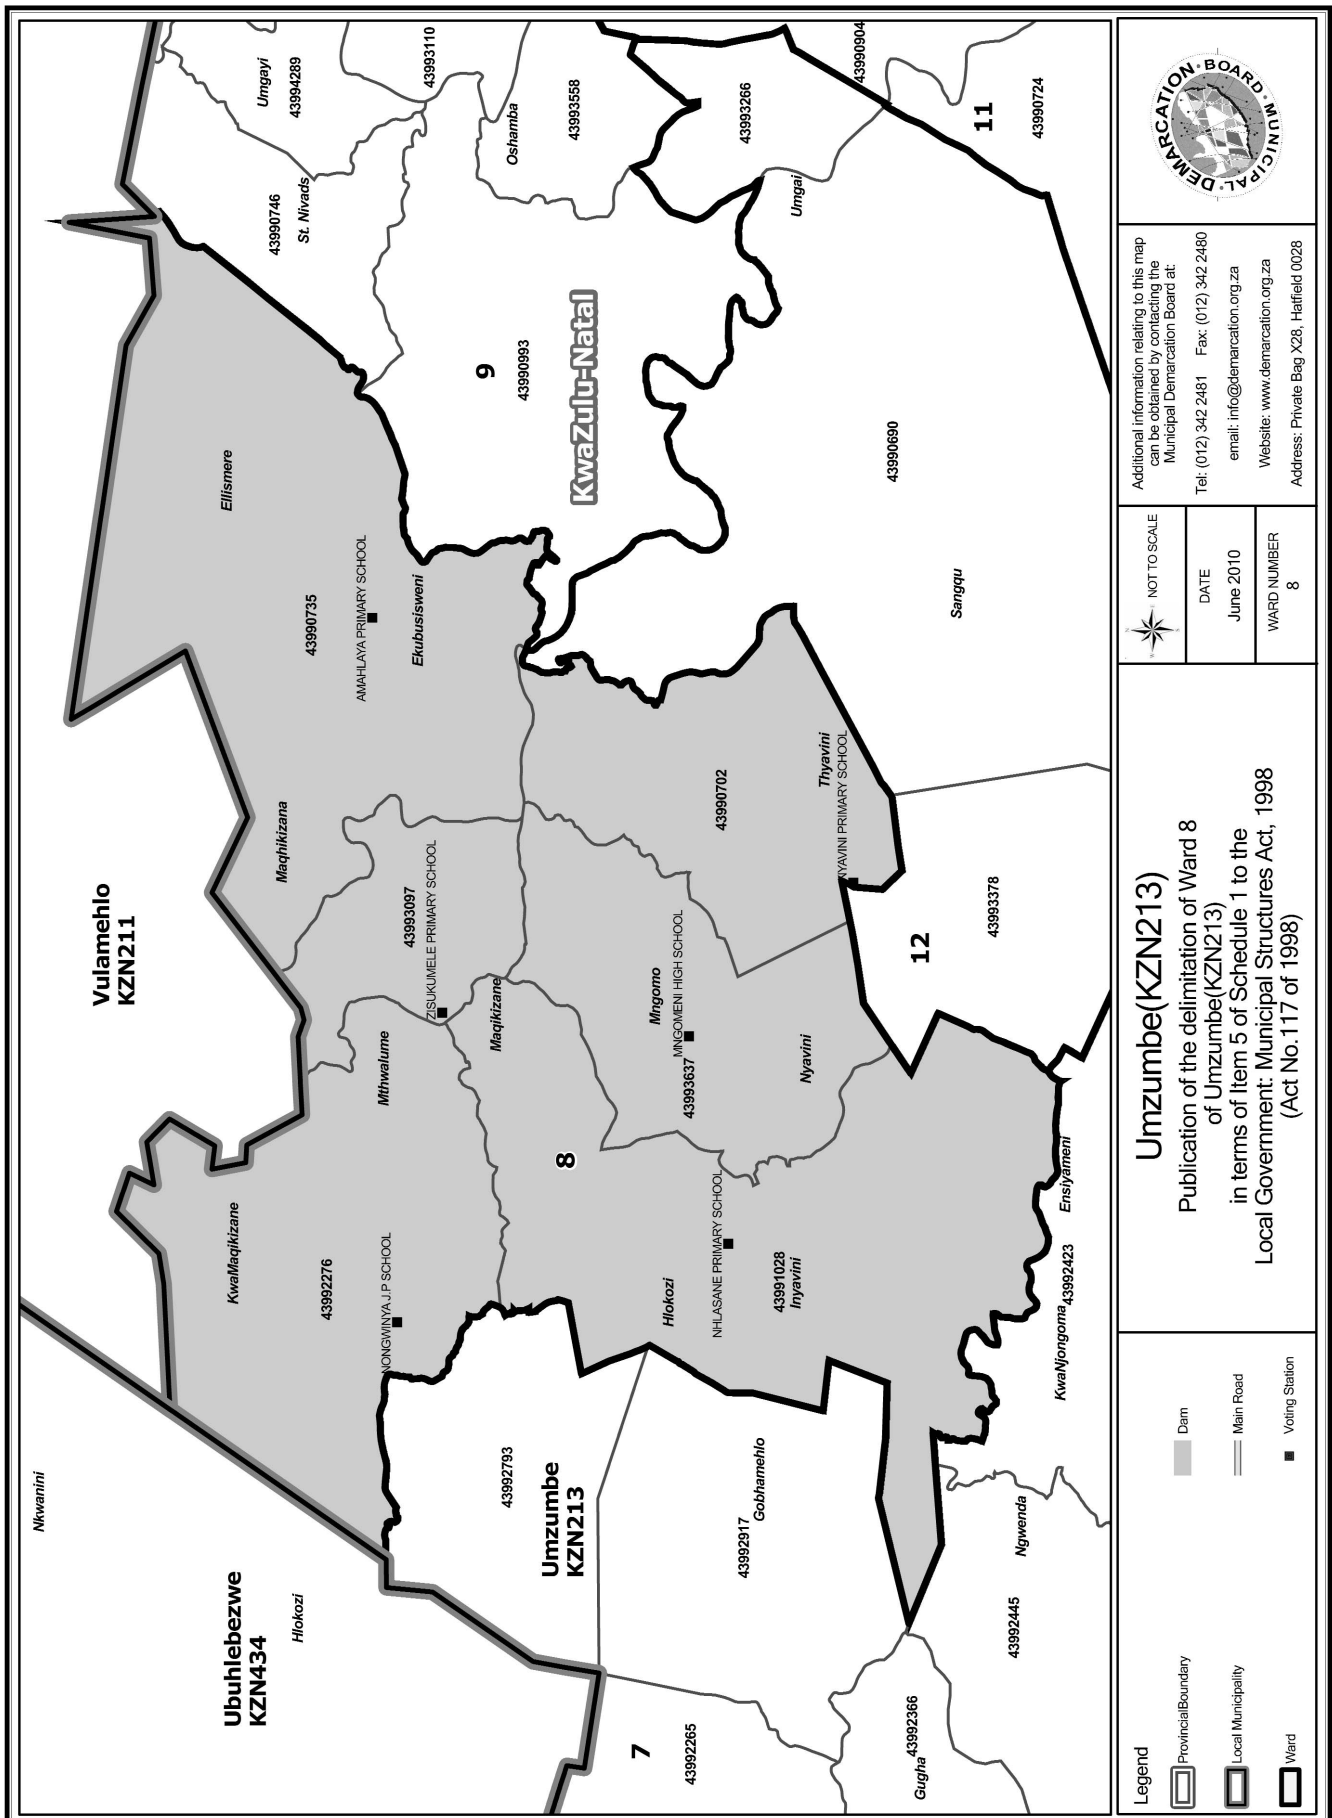 Nkwanini
Ubuhlebezwe
KZN434
Hlokozi
Vulamehlo
KZN211
KwaMaqikizane
43992276
NONGWINYA J.P SCHOOL
Mthwalume
Maqhikizana
43993097
ZISUKUMELE PRIMARY SCHOOL
Maqikizane
Ellismere
43990735
AMAHLAYA PRIMARY SCHOOL
Ekubusisweni
Umgayi
43994289
43993110
43990746
St. Nivads
Oshamba
43993558
9
43990993
KwaZulu-Natal
43993266
43990904
Umgai
11
43990724
43990690
Sangqu
43992793
Umzumbe
KZN213
8
Hlokozi
NHLASANE PRIMARY SCHOOL
43991028
Inyavini
Mngomo
MNGOMENI HIGH SCHOOL
43993637
Nyavini
43990702
Thyavini
NYAVINI PRIMARY SCHOOL
12
43993378
7
43992265
43992917
Gobhamehlo
43992366
Gugha
43992445
Ngwenda
KwaNjongoma
43992423
Ensiyameni
Legend
ProvincialBoundary
Local Municipality
Ward
Dam
Main Road
Voting Station
Umzumbe(KZN213)
Publication of the delimitation of Ward 8
of Umzumbe(KZN213)
in terms of Item 5 of Schedule 1 to the
Local Government: Municipal Structures Act, 1998
(Act No.117 of 1998)
NOT TO SCALE
DATE
June 2010
WARD NUMBER
8
Additional information relating to this map
can be obtained by contacting the
Municipal Demarcation Board at:
Tel: (012) 342 2481 Fax: (012) 342 2480
email: info@demarcation.org.za
Website: www.demarcation.org.za
Address: Private Bag X28, Hatfield 0028
MUNICIPAL DEMARCATION BOARD